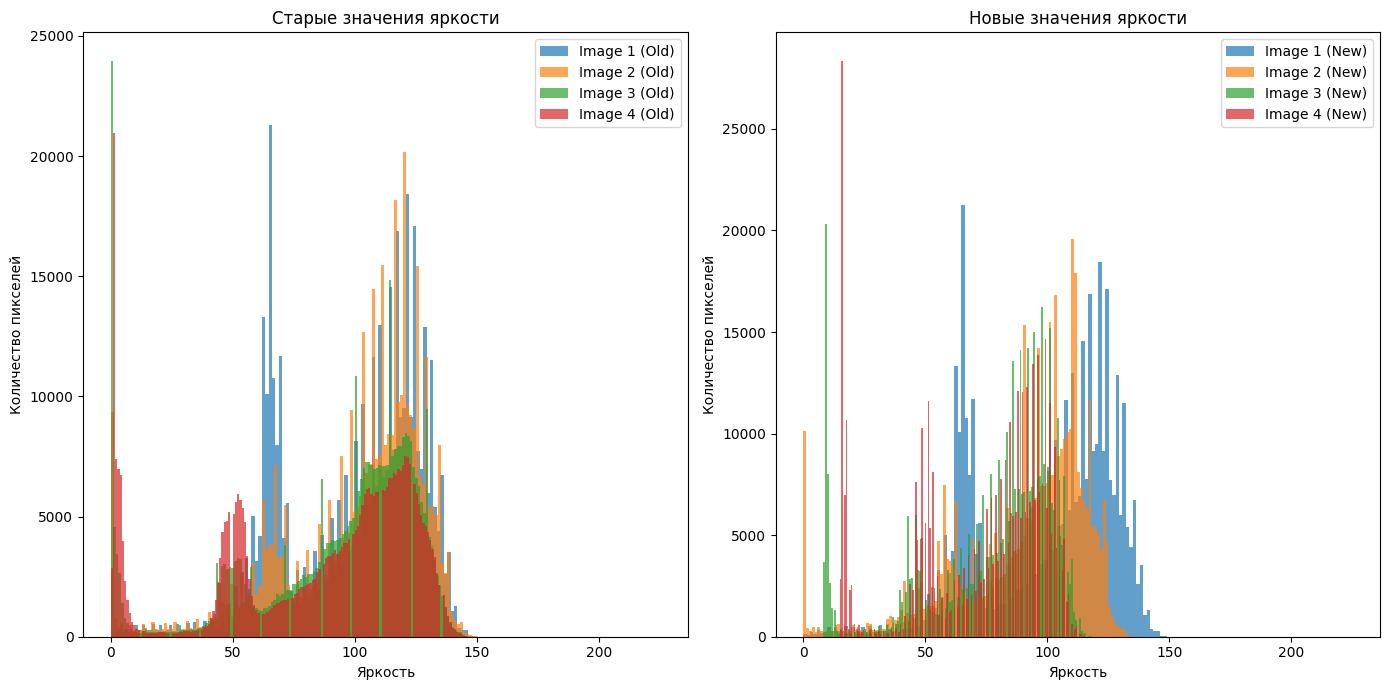 Старые значения яркости
25000
20000
15000
10000
5000
0
Количество пикселей
Image 1 (Old)
Image 2 (Old)
Image 3 (Old)
Image 4 (Old)
0 50 100 150 200
Яркость
Новые значения яркости
25000
20000
15000
10000
5000
0
Количество пикселей
Image 1 (New)
Image 2 (New)
Image 3 (New)
Image 4 (New)
0 50 100 150 200
Яркость